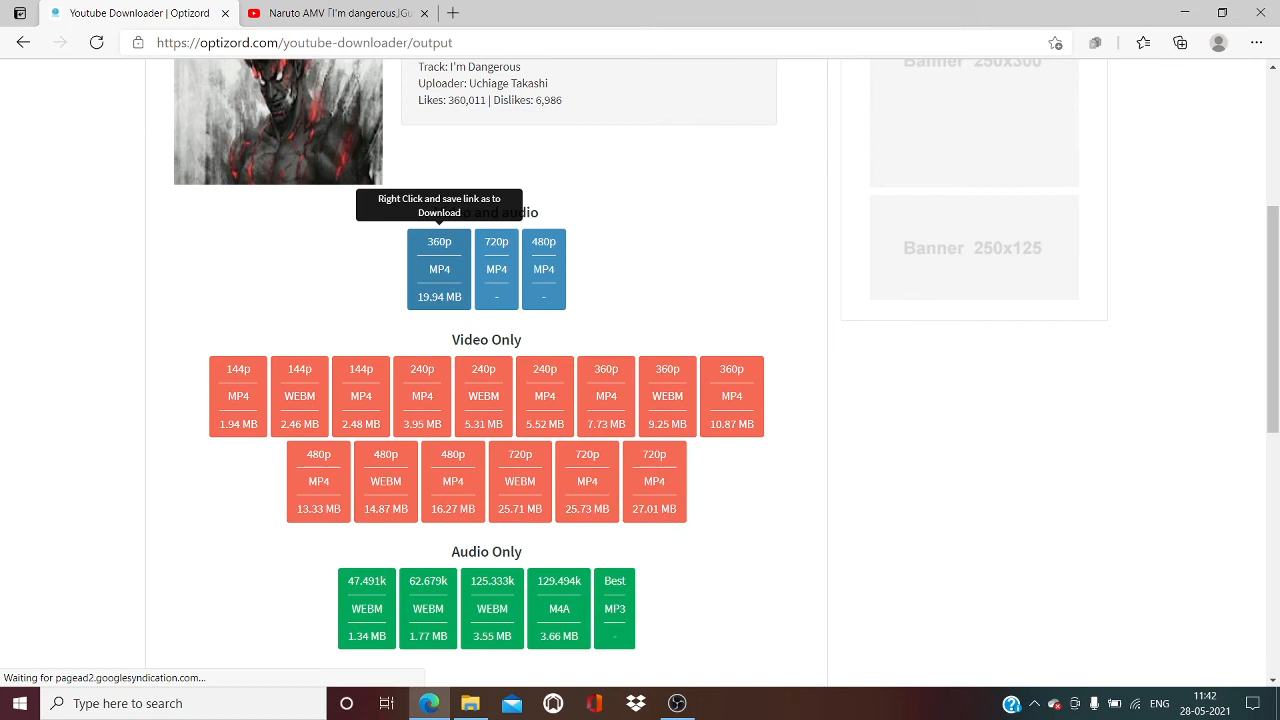 Youtube Downloader | Optizord
Anuel AA - YouTube
https://optizord.com/youtube-downloader/output
Track: I'm Dangerous
Uploader: Uchiage Takashi
Likes: 360,011 | Dislikes: 6,986
Banner 250x300
Right Click and save link as to
Download
and audio
360p 720p 480p
MP4 MP4 MP4
19.94 MB - -
Banner 250x125
Video Only
144p 144p 144p 240p 240p 240p 360p 360p 360p
MP4 WEBM MP4 MP4 WEBM MP4 MP4 WEBM MP4
1.94 MB 2.46 MB 2.48 MB 3.95 MB 5.31 MB 5.52 MB 7.73 MB 9.25 MB 10.87 MB
480p 480p 480p 720p 720p 720p
MP4 WEBM MP4 WEBM MP4 MP4
13.33 MB 14.87 MB 16.27 MB 25.71 MB 25.73 MB 27.01 MB
Audio Only
47.491k 62.679k 125.333k 129.494k Best
WEBM WEBM WEBM M4A MP3
1.34 MB 1.77 MB 3.55 MB 3.66 MB -
Waiting for pagead2.googlesyndication.com...
Type here to search
ENG
11:42
28-05-2021